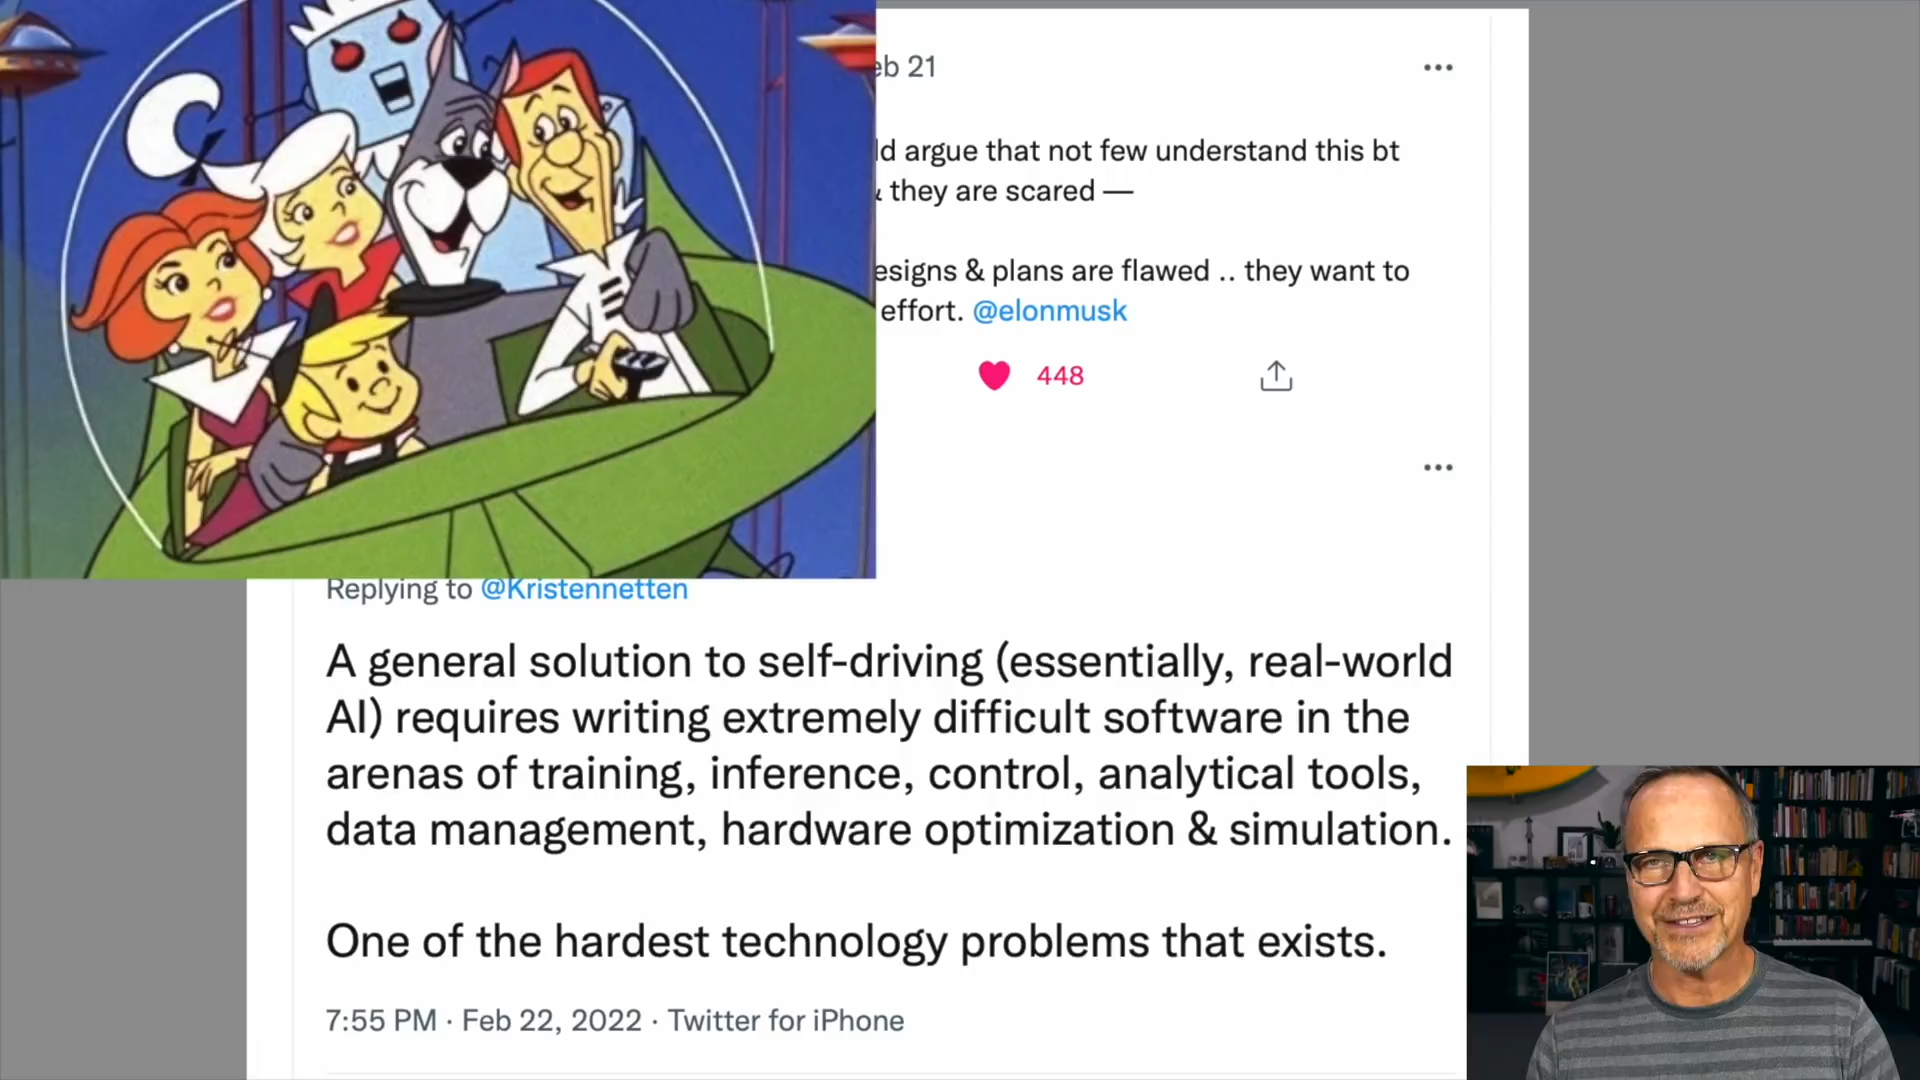 21
argue that not few understand this bt
they are scared —
& plans are flawed .. they want to
effort. @elonmusk
448
Replying to @Kristennetten
A general solution to self-driving (essentially, real-world
AI) requires writing extremely difficult software in the
arenas of training, inference, control, analytical tools,
data management, hardware optimization & simulation.
One of the hardest technology problems that exists.
7:55 PM · Feb 22, 2022 · Twitter for iPhone